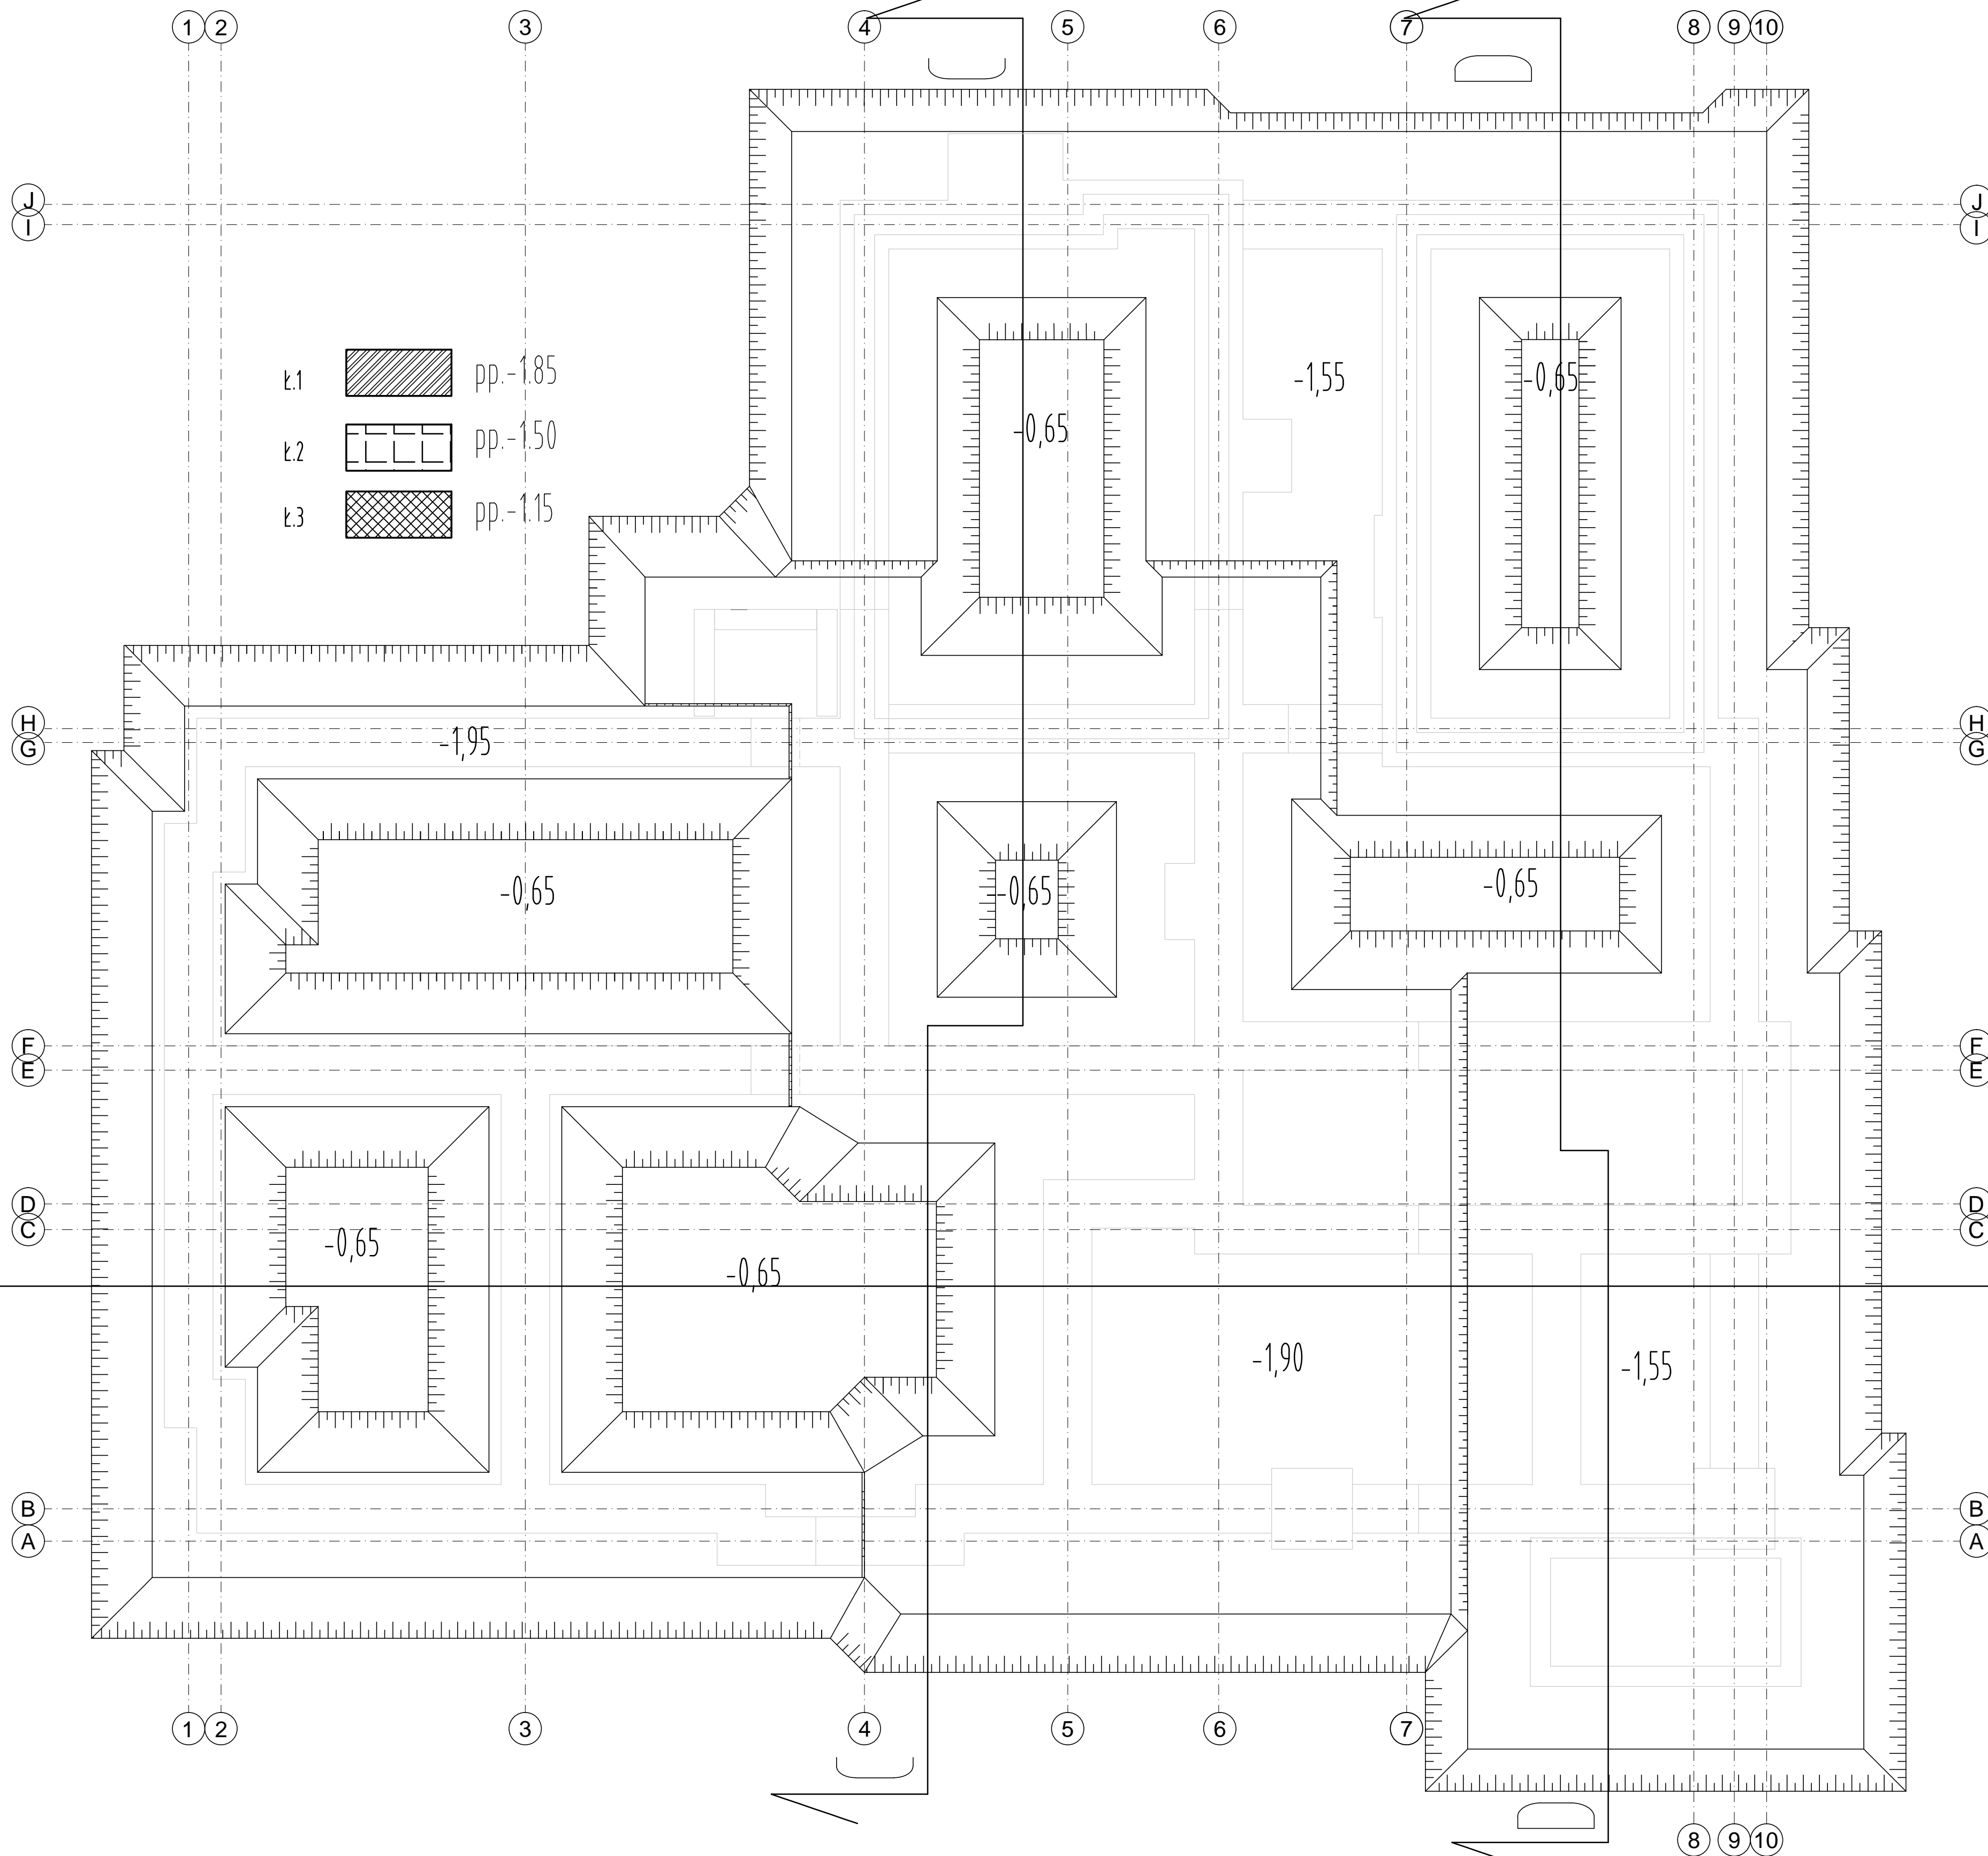 1 2 3 4 5 6 7 8 9 10
J J
I I
Ł.1 pp.-1.85
-1,55 -0,65
-0,65
Ł.2 pp.-1.50
Ł.3 pp.-1.15
H H
-1,95
G G
-0,65 -0,65 -0,65
F F
E E
D D
C C
-0,65
-0,65
-1,90 -1,55
B B
A A
1 2 3 4 5 6 7
8 9 10